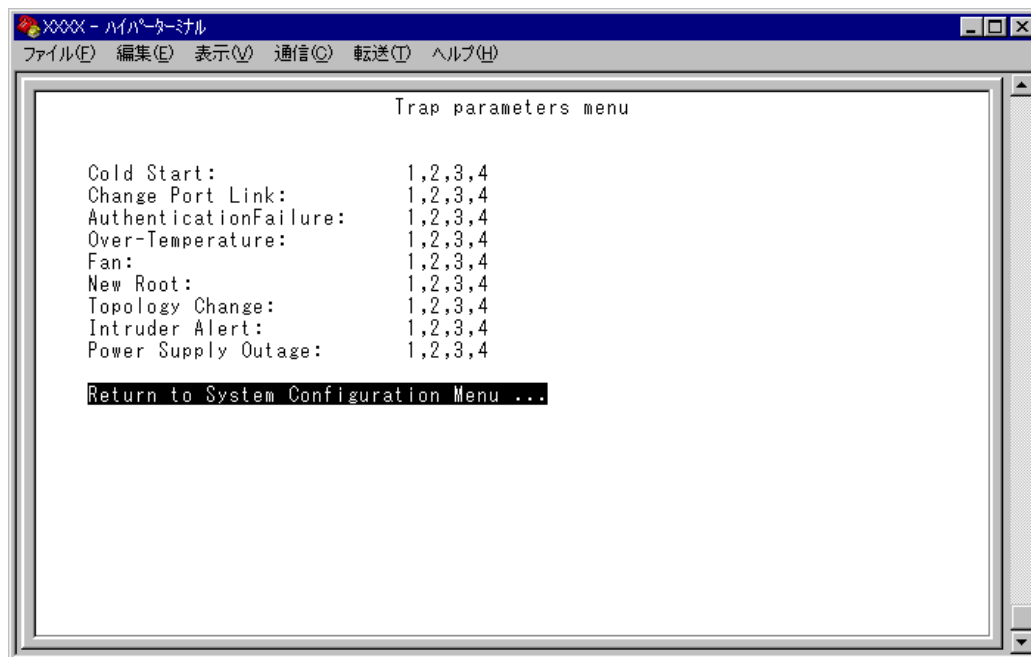 XXXX - ハイパーターミナル
ファイル(F) 編集(E) 表示(V) 通信(C) 転送(T) ヘルプ(H)
Trap parameters menu
Cold Start: 1,2,3,4
Change Port Link: 1,2,3,4
AuthenticationFailure: 1,2,3,4
Over-Temperature: 1,2,3,4
Fan: 1,2,3,4
New Root: 1,2,3,4
Topology Change: 1,2,3,4
Intruder Alert: 1,2,3,4
Power Supply Outage: 1,2,3,4
Return to System Configuration Menu ...